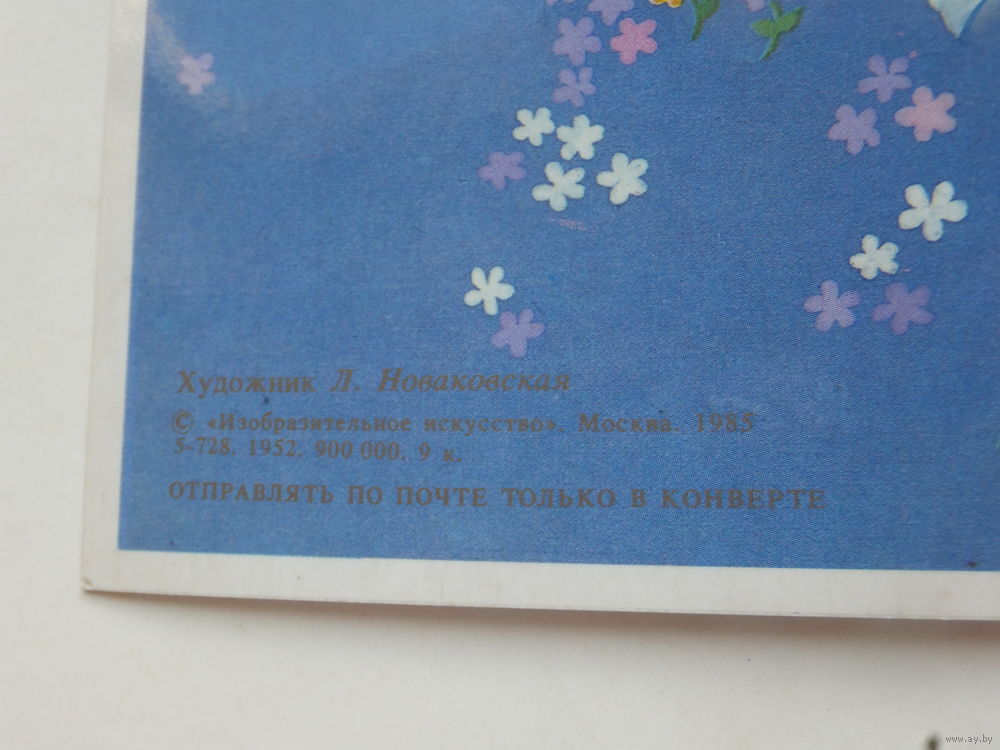 Художник Л. Новаковская
© «Изобразительное искусство». Москва. 1985
5-728. 1952. 900 000. 9 к.
ОТПРАВЛЯТЬ ПО ПОЧТЕ ТОЛЬКО В КОНВЕРТЕ
www.ay.by